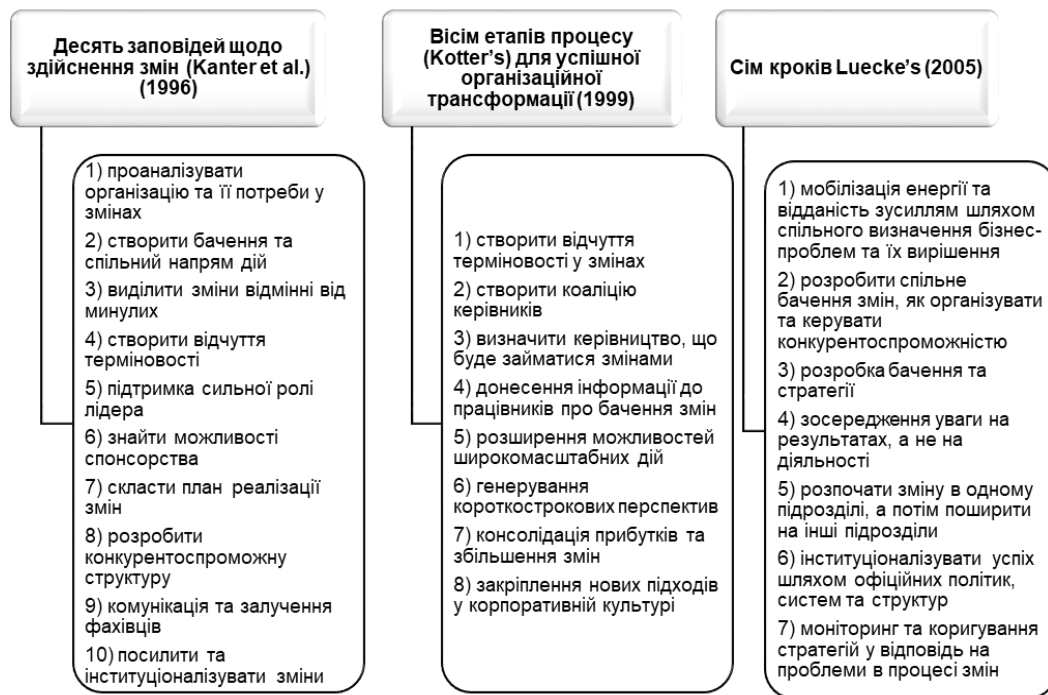 Десять заповідей щодо
здійснення змін (Kanter et al.)
(1996)
1) проаналізувати
організацію та її потреби у
змінах
2) створити бачення та
спільний напрям дій
3) виділити зміни відмінні від
минулих
4) створити відчуття
терміновості
5) підтримка сильної ролі
лідера
6) знайти можливості
спонсорства
7) скласти план реалізації
змін
8) розробити
конкурентоспроможну
структуру
9) комунікація та залучення
фахівців
10) посилити та
інституціоналізувати зміни
Вісім етапів процесу
(Kotter's) для успішної
організаційної
трансформації (1999)
1) створити відчуття
терміновості у змінах
2) створити коаліцію
керівників
3) визначити керівництво, що
буде займатися змінами
4) донесення інформації до
працівників про бачення змін
5) розширення можливостей
широкомасштабних дій
6) генерування
короткострокових перспектив
7) консолідація прибутків та
збільшення змін
8) закріплення нових підходів
у корпоративній культурі
Сім кроків Luecke's (2005)
1) мобілізація енергії та
відданість зусиллям шляхом
спільного визначення бізнес-
проблем та їх вирішення
2) розробити спільне
бачення змін, як організувати
та керувати
конкурентоспроможністю
3) розробка бачення та
стратегії
4) зосередження уваги на
результатах, а не на
діяльності
5) розпочати зміну в одному
підрозділі, а потім поширити
на інші підрозділи
6) інституціоналізувати успіх
шляхом офіційних політик,
систем та структур
7) моніторинг та коригування
стратегій у відповідь на
проблеми в процесі змін